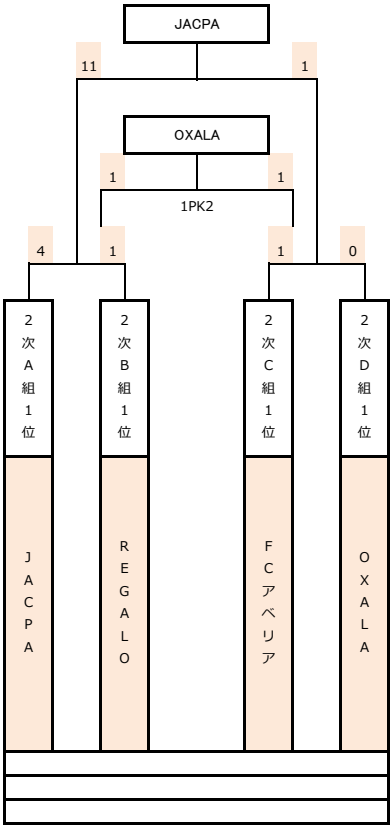 JACPA
11 1
OXALA
1 1
1PK2
4 1 1 0
2次A組1位
2次B組1位
2次C組1位
2次D組1位
JACPA
REGALO
FCアベリア
OXALA